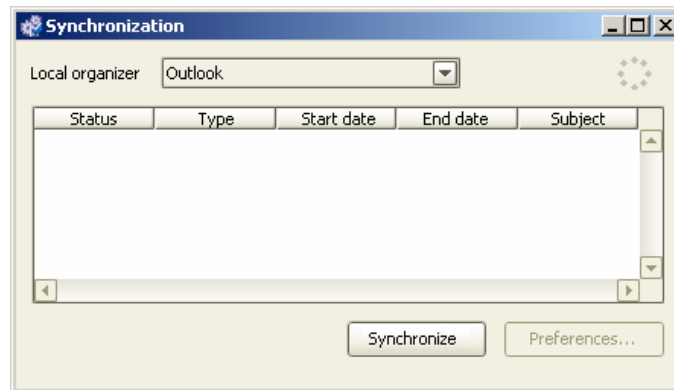 Synchronization
Local organizer Outlook
Status Type Start date End date Subject
Synchronize Preferences...